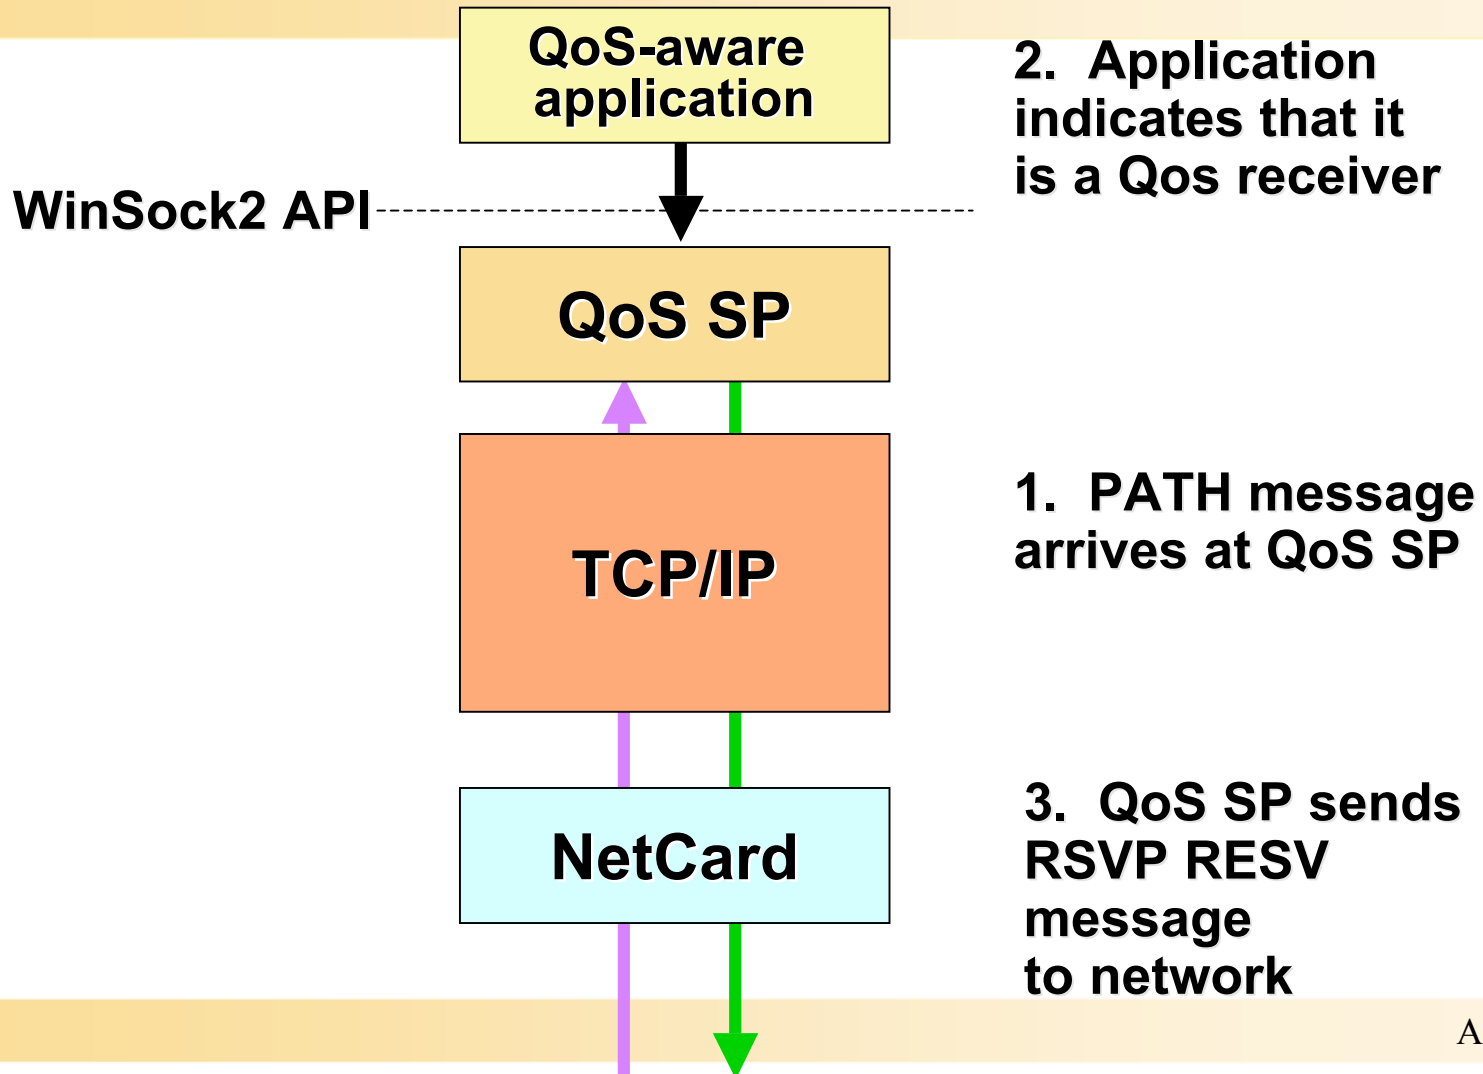 QoS-aware
application
2. Application
indicates that it
is a Qos receiver
WinSock2 API
QoS SP
TCP/IP
1. PATH message
arrives at QoS SP
NetCard
3. QoS SP sends
RSVP RESV
message
to network
A